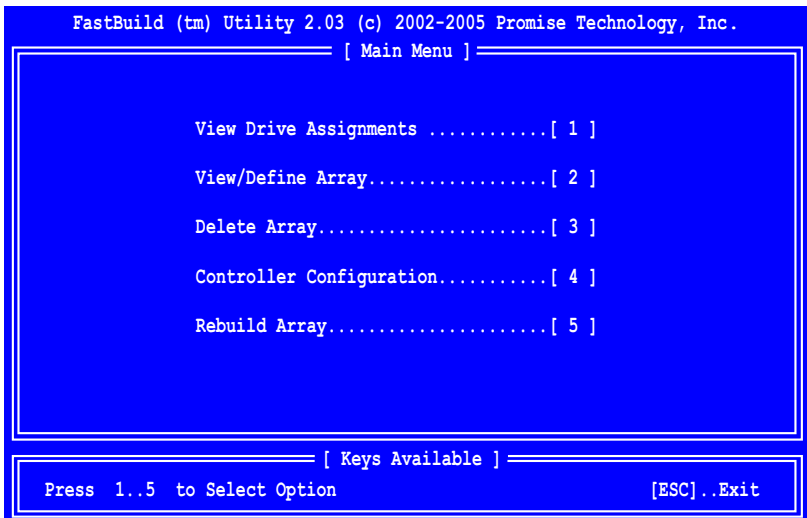 FastBuild (tm) Utility 2.03 (c) 2002-2005 Promise Technology, Inc.
[ Main Menu ]
View Drive Assignments ............[ 1 ]
View/Define Array..................[ 2 ]
Delete Array.......................[ 3 ]
Controller Configuration...........[ 4 ]
Rebuild Array......................[ 5 ]
[ Keys Available ]
Press 1..5 to Select Option [ESC]..Exit